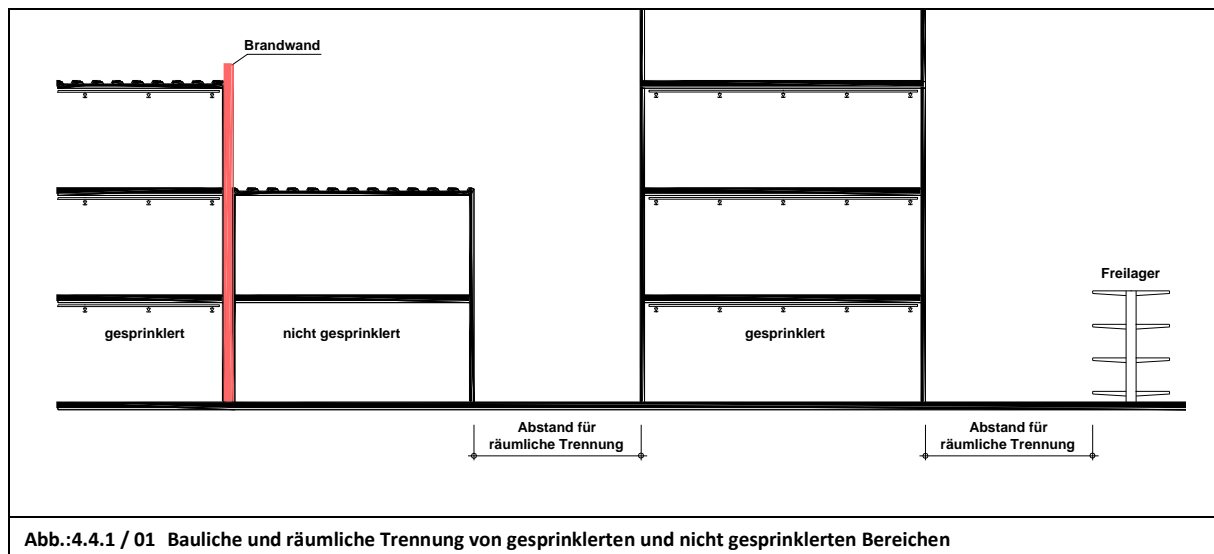 Brandwand
Freilager
gesprinklert
nicht gesprinklert
gesprinklert
Abstand für
räumliche Trennung
Abstand für
räumliche Trennung
Abb.:4.4.1 / 01 Bauliche und räumliche Trennung von gesprinklerten und nicht gesprinklerten Bereichen